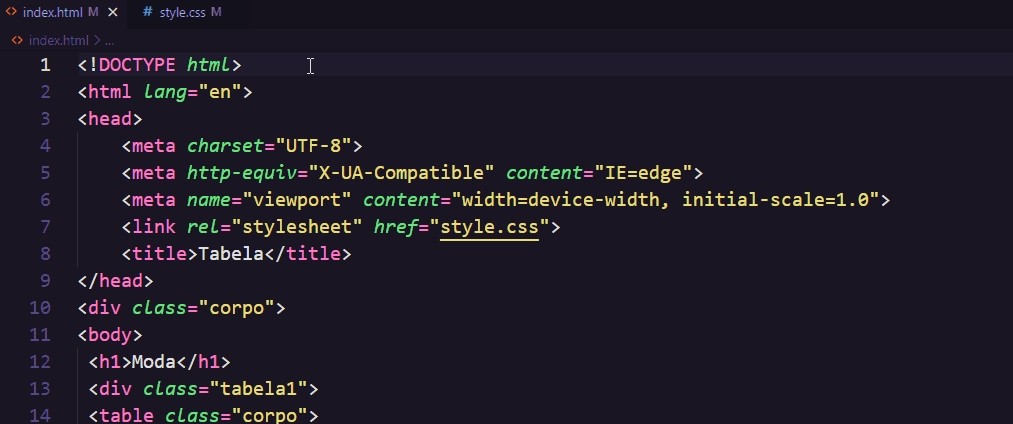 index.html M × # style.css M
index.html > ...
1 <!DOCTYPE html>
2 <html lang="en">
3 <head>
4 <meta charset="UTF-8">
5 <meta http-equiv="X-UA-Compatible" content="IE=edge">
6 <meta name="viewport" content="width=device-width, initial-scale=1.0">
7 <link rel="stylesheet" href="style.css">
8 <title>Tabela</title>
9 </head>
10 <div class="corpo">
11 <body>
12 <h1>Moda</h1>
13 <div class="tabela1">
14 <table class="corpo">